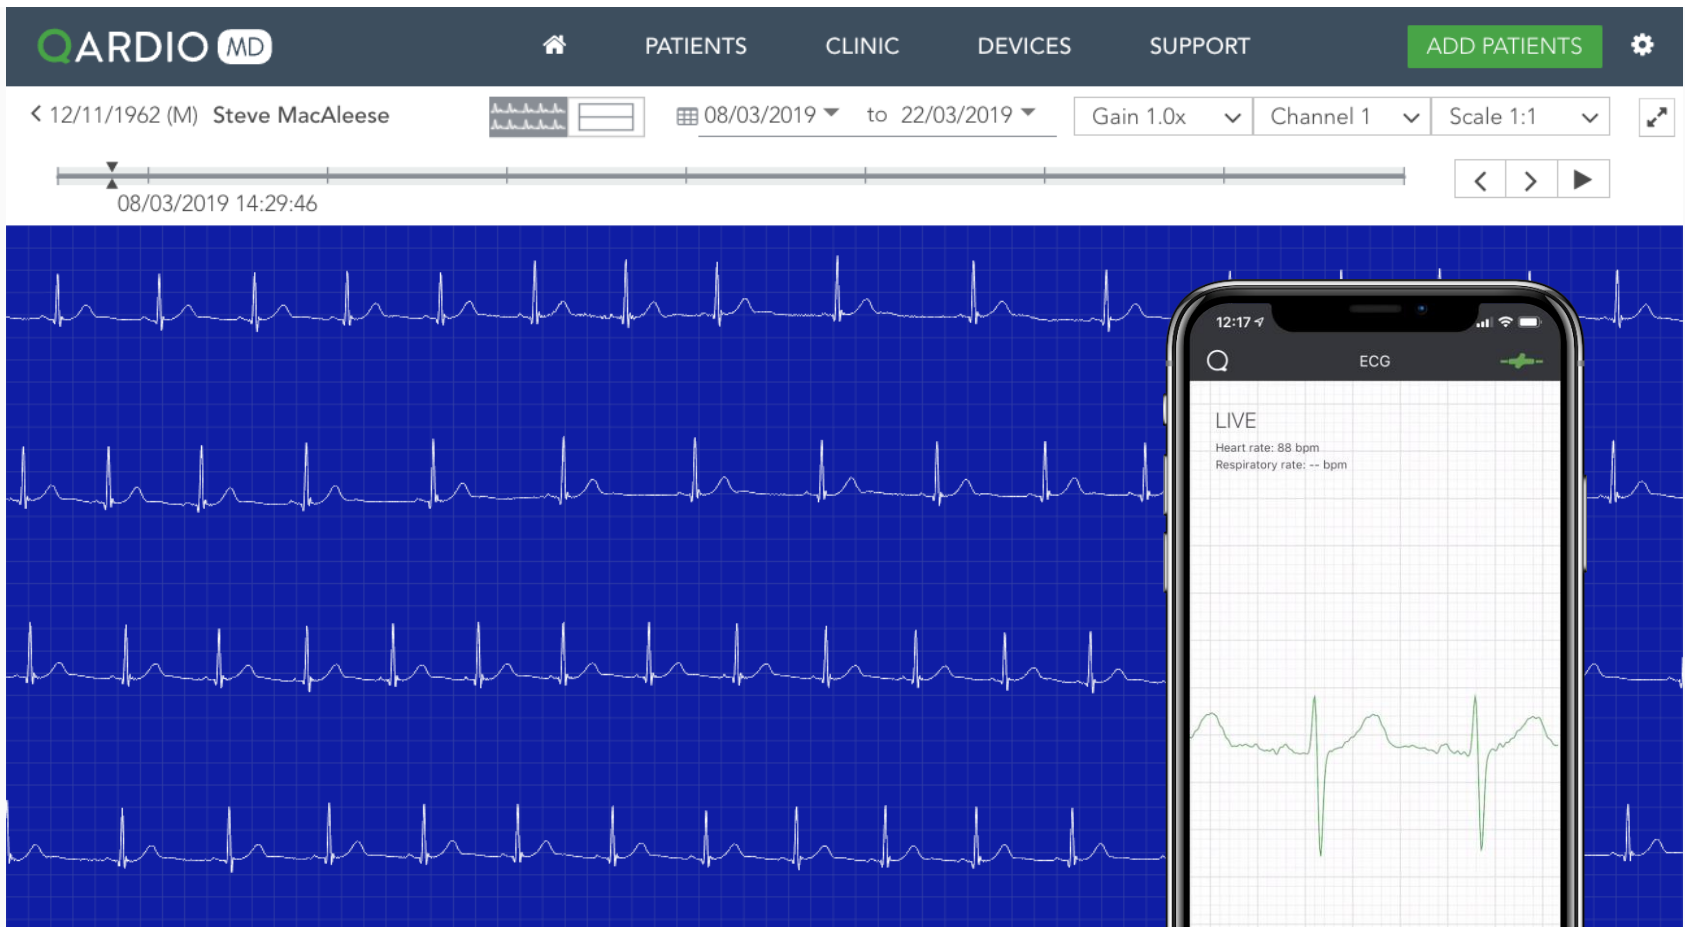 QARDIO MD
PATIENTS
CLINIC
DEVICES
SUPPORT
ADD PATIENTS
12/11/1962 (M) Steve MacAleese
08/03/2019 to 22/03/2019
Gain 1.0x
Channel 1
Scale 1:1
08/03/2019 14:29:46
12:17
ECG
LIVE
Heart rate: 88 bpm
Respiratory rate: -- bpm